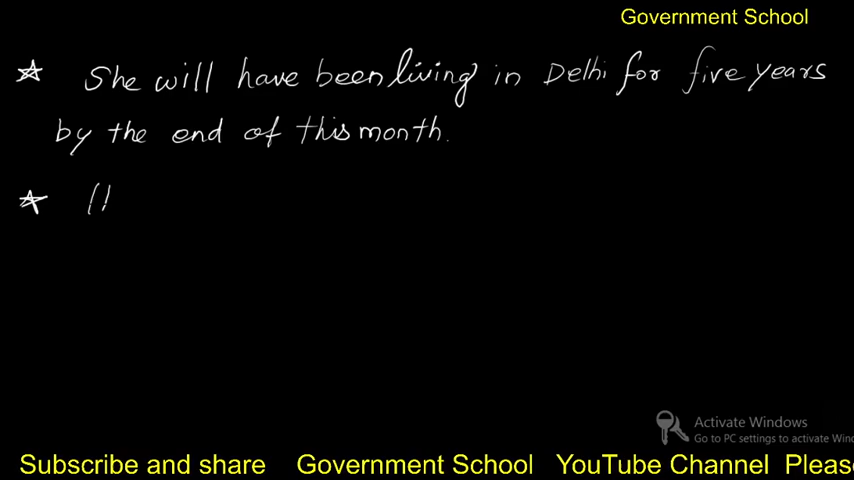 Government School
She will have been living in Delhi for five years
by the end of this month.
Activate Windows
Go to PC settings to activate Win
Subscribe and share Government School YouTube Channel Pleas